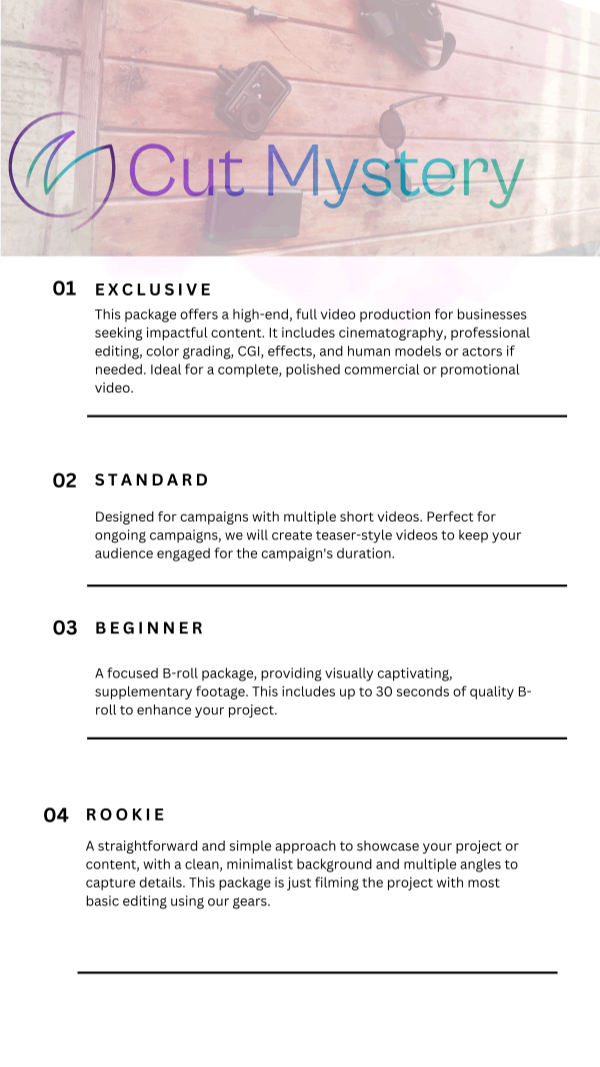 Cut Mystery
01 EXCLUSIVE
This package offers a high-end, full video production for businesses
seeking impactful content. It includes cinematography, professional
editing, color grading, CGI, effects, and human models or actors if
needed. Ideal for a complete, polished commercial or promotional
video.
02 STANDARD
Designed for campaigns with multiple short videos. Perfect for
ongoing campaigns, we will create teaser-style videos to keep your
audience engaged for the campaign's duration.
03 BEGINNER
A focused B-roll package, providing visually captivating,
supplementary footage. This includes up to 30 seconds of quality B-
roll to enhance your project.
04 ROOKIE
A straightforward and simple approach to showcase your project or
content, with a clean, minimalist background and multiple angles to
capture details. This package is just filming the project with most
basic editing using our gears.